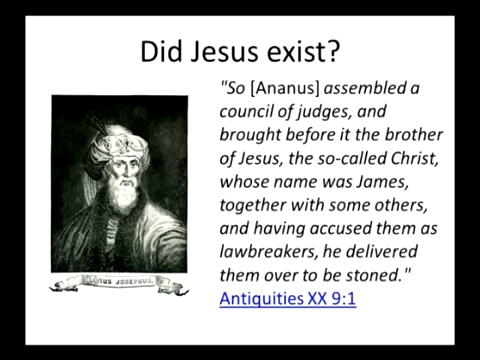 Did Jesus exist?
"So [Ananus] assembled a
council of judges, and
brought before it the brother
of Jesus, the so-called Christ,
whose name was James,
together with some others,
and having accused them as
lawbreakers, he delivered
them over to be stoned."
Antiquities XX 9:1
JOSEPHUS.